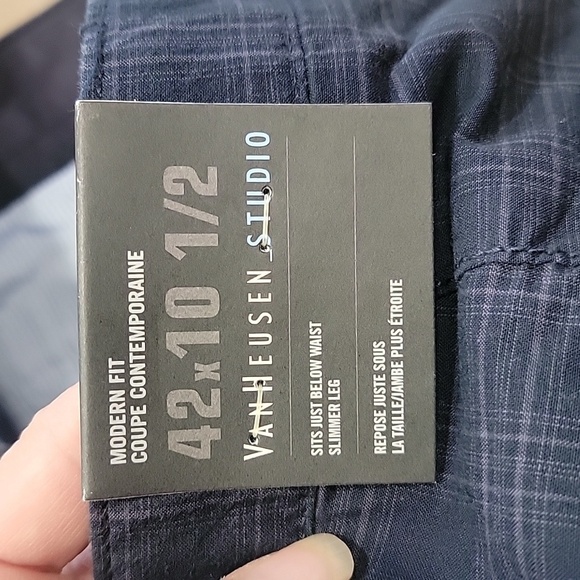 MODERN FIT
COUPE CONTEMPORAINE
42x10 1/2
VANHEUSEN STUDIO
SITS JUST BELOW WAIST
SLIMMER LEG
REPOSE JUSTE SOUS
LA TAILLE/JAMBE PLUS ÉTROITE